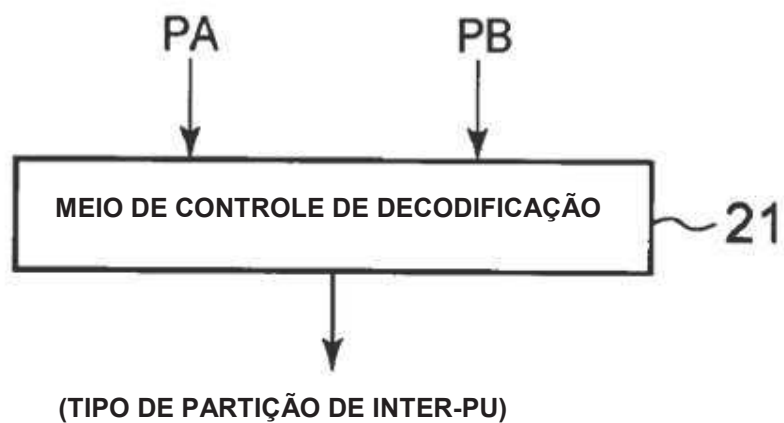 PA PB
MEIO DE CONTROLE DE DECODIFICAÇÃO
21
(TIPO DE PARTIÇÃO DE INTER-PU)